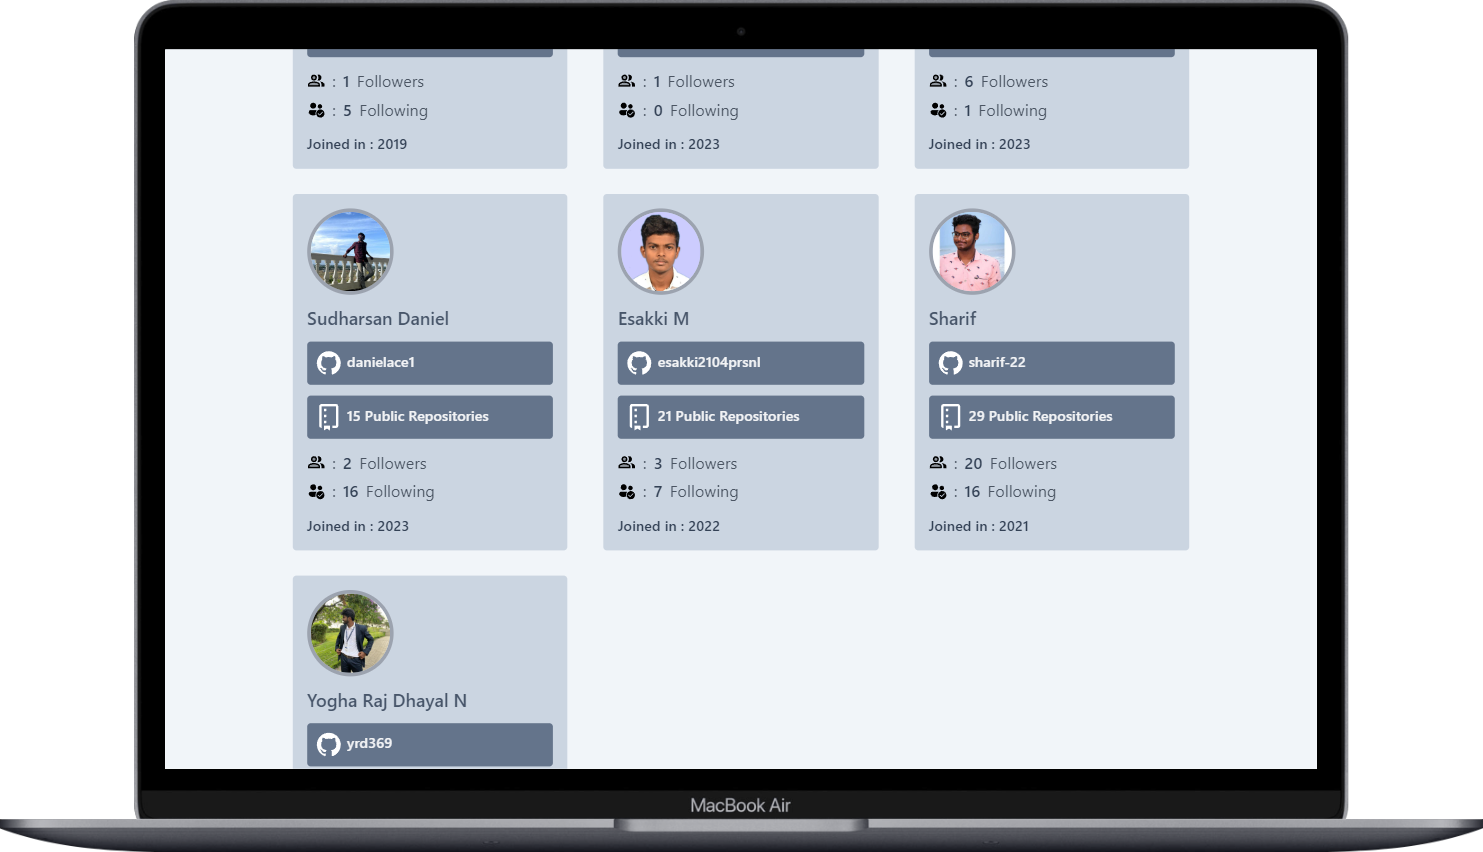 : 1 Followers
: 5 Following
Joined in : 2019
: 1 Followers
: 0 Following
Joined in : 2023
: 6 Followers
: 1 Following
Joined in : 2023
Sudharsan Daniel
danielace1
15 Public Repositories
: 2 Followers
: 16 Following
Joined in : 2023
Esakki M
esakki2104prsnl
21 Public Repositories
: 3 Followers
: 7 Following
Joined in : 2022
Sharif
sharif-22
29 Public Repositories
: 20 Followers
: 16 Following
Joined in : 2021
Yogha Raj Dhayal N
yrd369
MacBook Air